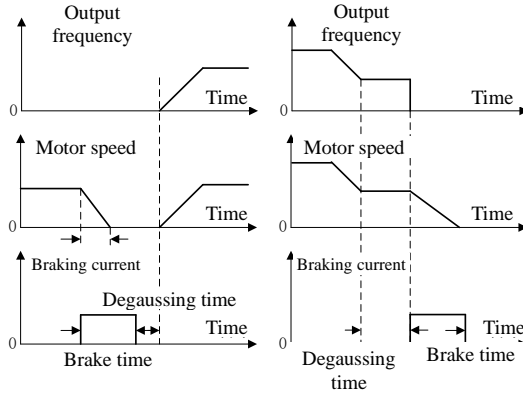 Output
frequency
0
Time
Motor speed
0
Time
Braking current
Degaussing time
0
Time
Brake time
Output
frequency
0
Time
Motor speed
0
Time
Braking current
0
Time
Degaussing
time
Brake time